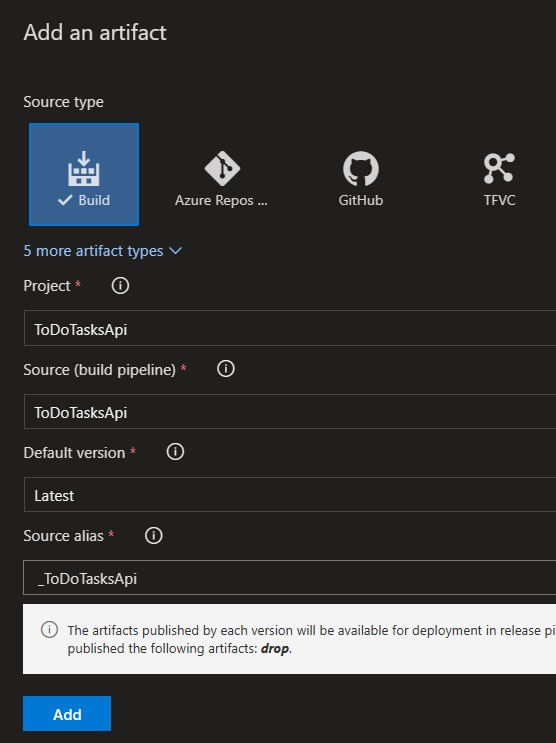 Add an artifact
Source type
Build
Azure Repos ...
GitHub
TFVC
5 more artifact types
Project *
ToDoTasksApi
Source (build pipeline) *
ToDoTasksApi
Default version *
Latest
Source alias *
_ToDoTasksApi
The artifacts published by each version will be available for deployment in release pi
published the following artifacts: drop.
Add